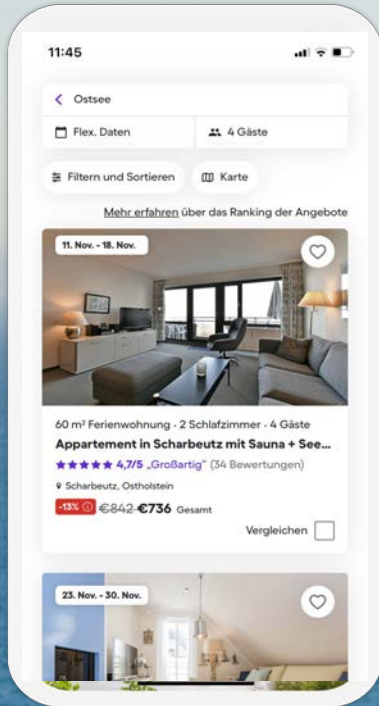 11:45
Ostsee
Flex. Daten
4 Gäste
Filtern und Sortieren
Karte
Mehr erfahren über das Ranking der Angebote
11. Nov. - 18. Nov.
60 m² Ferienwohnung · 2 Schlafzimmer · 4 Gäste
Appartement in Scharbeutz mit Sauna + See...
4,7/5 „Großartig" (34 Bewertungen)
Scharbeutz, Ostholstein
-13% €842 €736 Gesamt
Vergleichen
23. Nov. - 30. Nov.